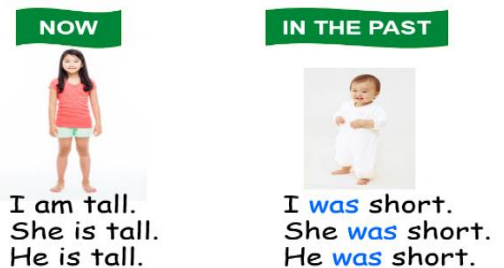 NOW
IN THE PAST
I am tall.
She is tall.
He is tall.
I was short.
She was short.
He was short.